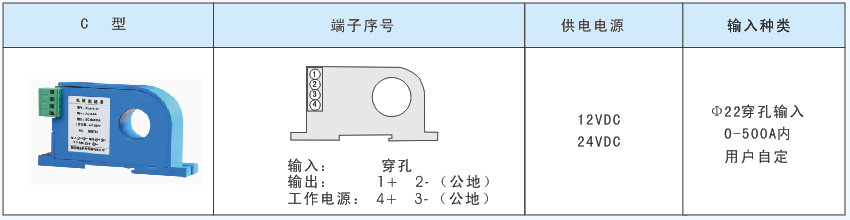 C 型 端子序号 供电电源 输入种类
1
2
3
4
输入： 穿孔
输出： 1+ 2-（公地）
工作电源： 4+ 3-（公地）
12VDC
24VDC
Φ22穿孔输入
0-500A内
用户自定